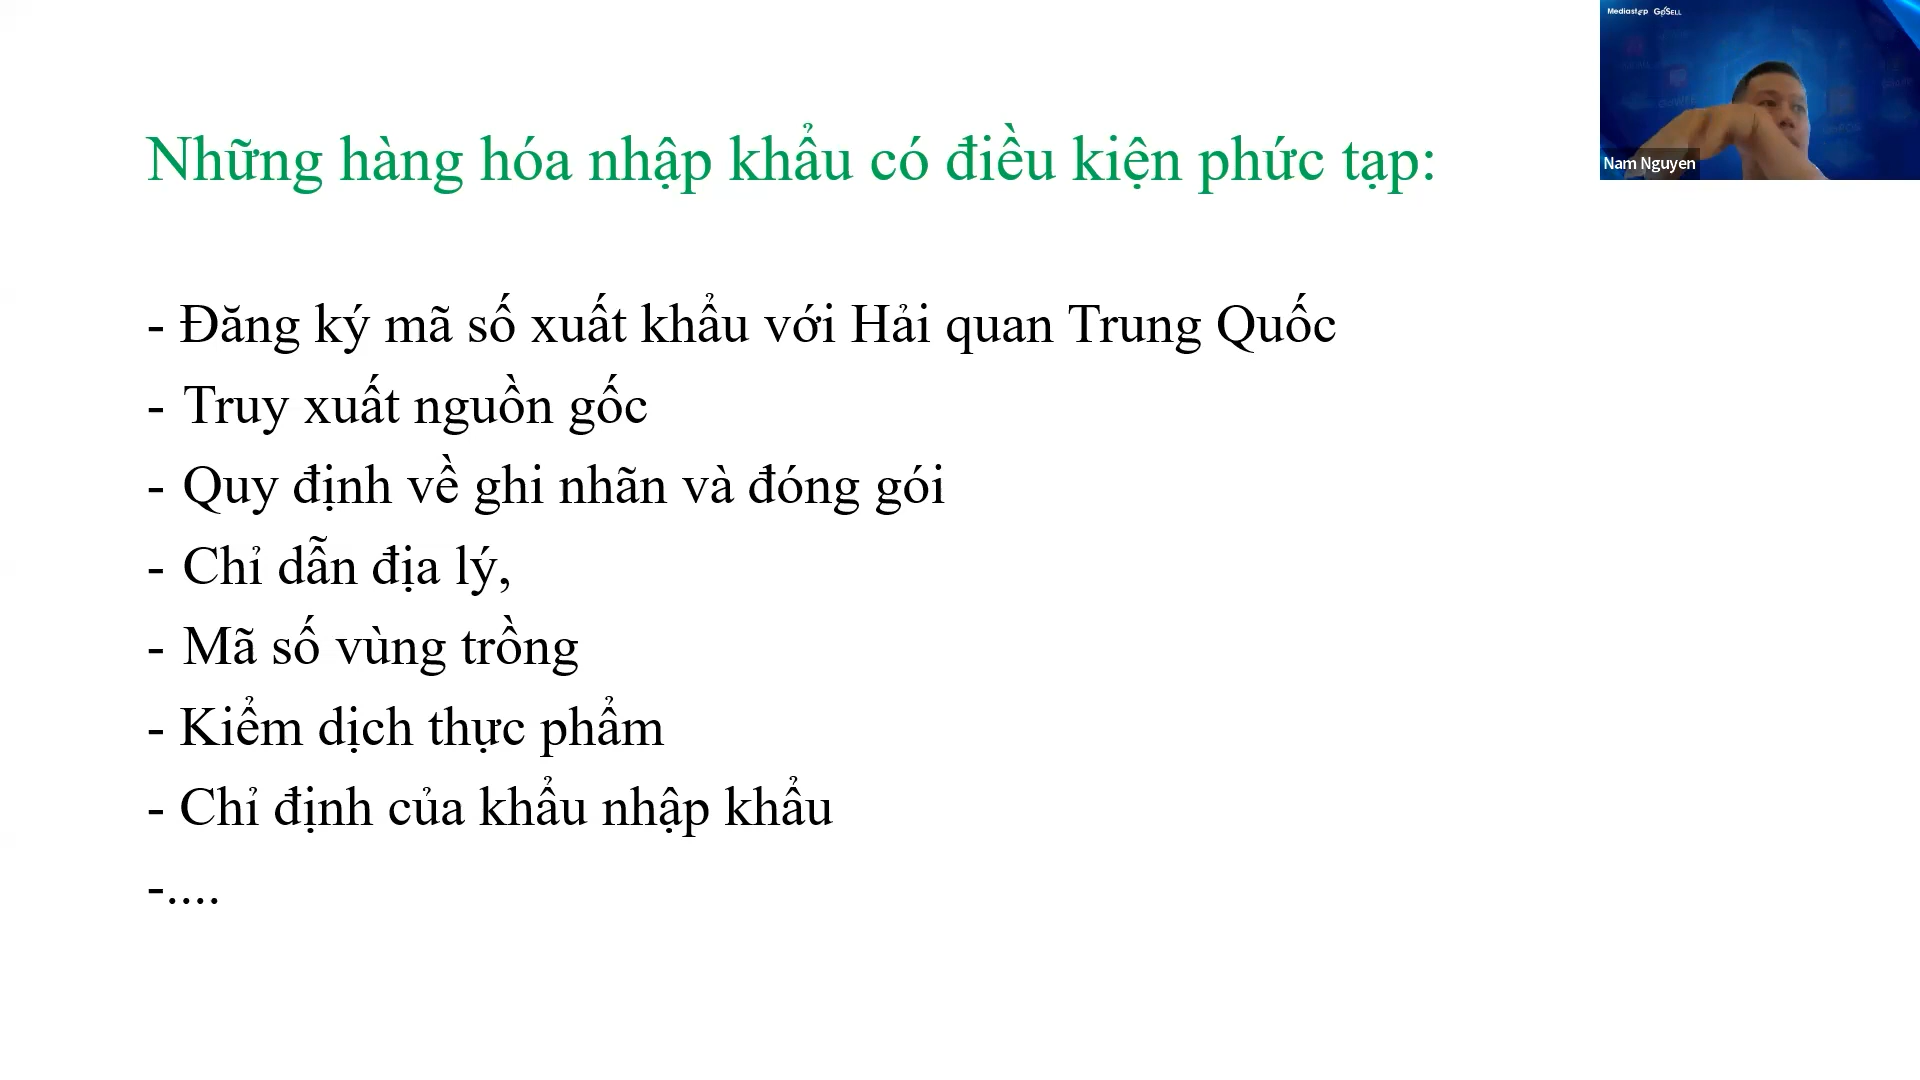 Mediastep GoSELL
Nam Nguyen
Những hàng hóa nhập khẩu có điều kiện phức tạp:
- Đăng ký mã số xuất khẩu với Hải quan Trung Quốc
- Truy xuất nguồn gốc
- Quy định về ghi nhãn và đóng gói
- Chỉ dẫn địa lý,
- Mã số vùng trồng
- Kiểm dịch thực phẩm
- Chỉ định của khẩu nhập khẩu
-....